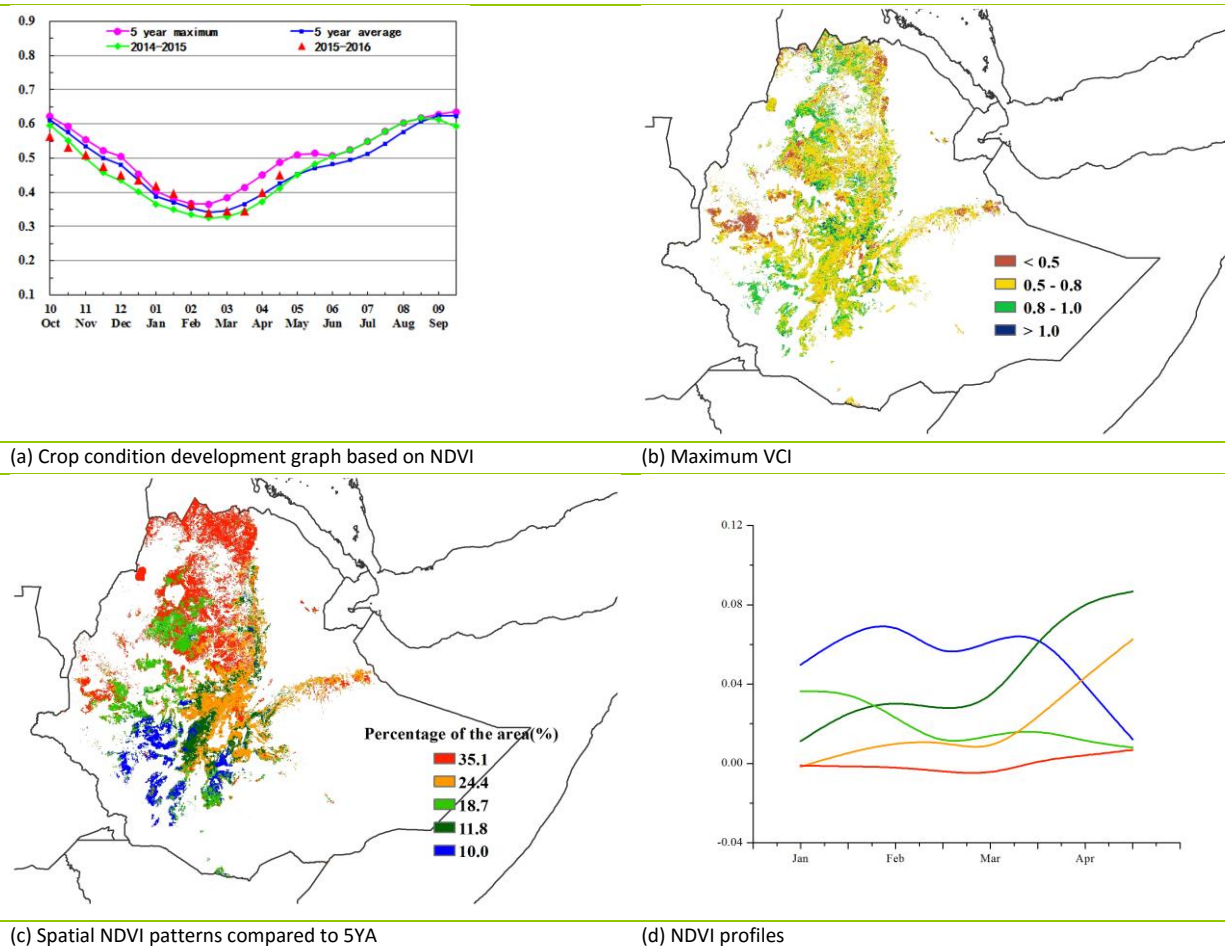 0.9
5 year maximum
5 year average
2014-2015
2015-2016
0.8
0.7
0.6
0.5
0.4
0.3
0.2
0.1
10 11 12 01 02 03 04 05 06 07 08 09
Oct Nov Dec Jan Feb Mar Apr May Jun Jul Aug Sep
< 0.5
0.5 - 0.8
0.8 - 1.0
> 1.0
(a) Crop condition development graph based on NDVI
(b) Maximum VCI
Percentage of the area(%)
35.1
24.4
18.7
11.8
10.0
0.12
0.08
0.04
0.00
-0.04
Jan Feb Mar Apr
(c) Spatial NDVI patterns compared to 5YA
(d) NDVI profiles